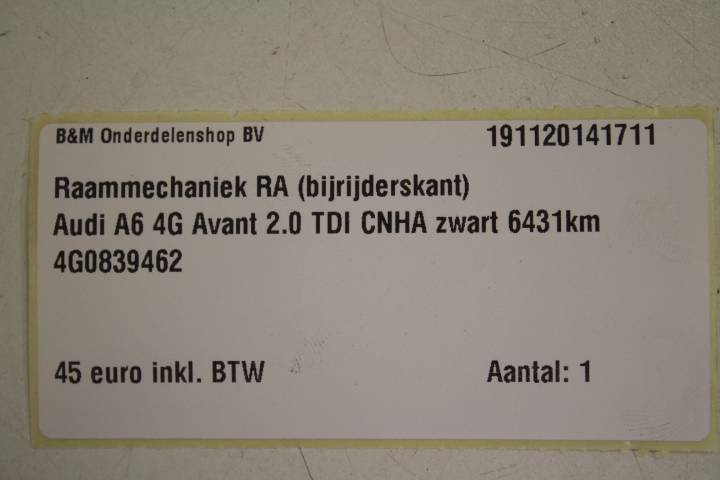 B&M Onderdelenshop BV 191120141711
Raammechaniek RA (bijrijderskant)
Audi A6 4G Avant 2.0 TDI CNHA zwart 6431km
4G0839462
45 euro inkl. BTW Aantal: 1